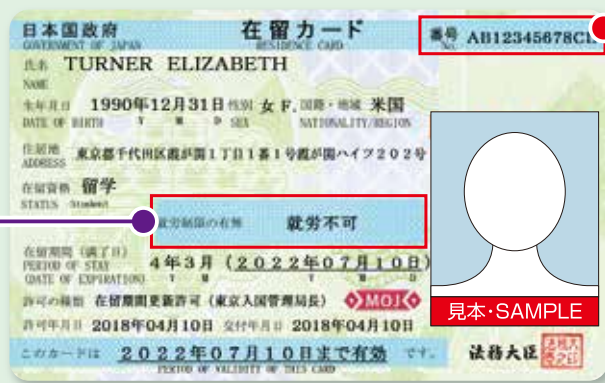 日本国政府 在留カード 番号 AB12345678C
GOVERNMENT OF JAPAN RESIDENCE CARD No.
氏名 TURNER ELIZABETH
NAME
生年月日 1990年12月31日 性別 女 F. 国籍・地域 米国
DATE OF BIRTH Y M D SEX NATIONALITY/REGION
住居地 東京都千代田区霞が関1丁目1番1号霞が関ハイツ202号
ADDRESS
在留資格 留学
STATUS Student
就労制限の有無 就労不可
在留期間(満了日) 4年3月(2022年07月10日)
PERIOD OF STAY
(DATE OF EXPIRATION) Y M Y M D
許可の種類 在留期間更新許可(東京入国管理局長) MOJ
見本・SAMPLE
許可年月日 2018年04月10日 交付年月日 2018年04月10日
このカードは 2022年07月10日まで有効 です。 法務大臣
PERIOD OF VALIDITY OF THIS CARD